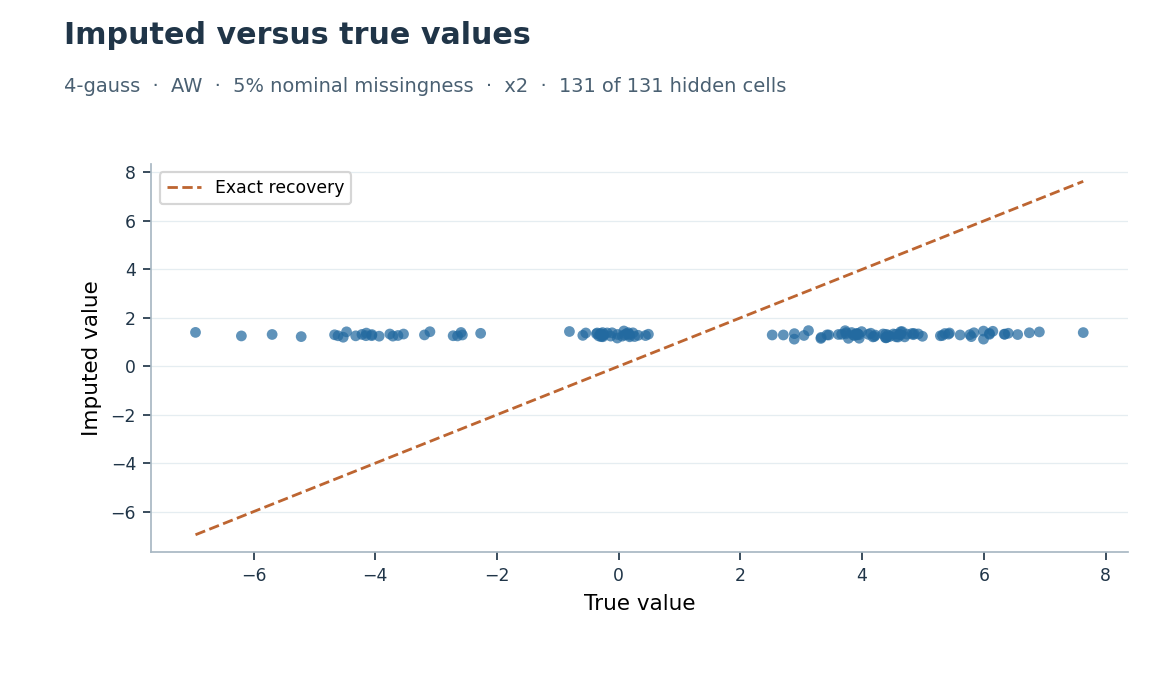 Imputed versus true values
4-gauss · AW · 5% nominal missingness · x2 · 131 of 131 hidden cells
Exact recovery
8
6
4
2
0
−2
−4
−6
Imputed value
−6 −4 −2 0 2 4 6 8
True value